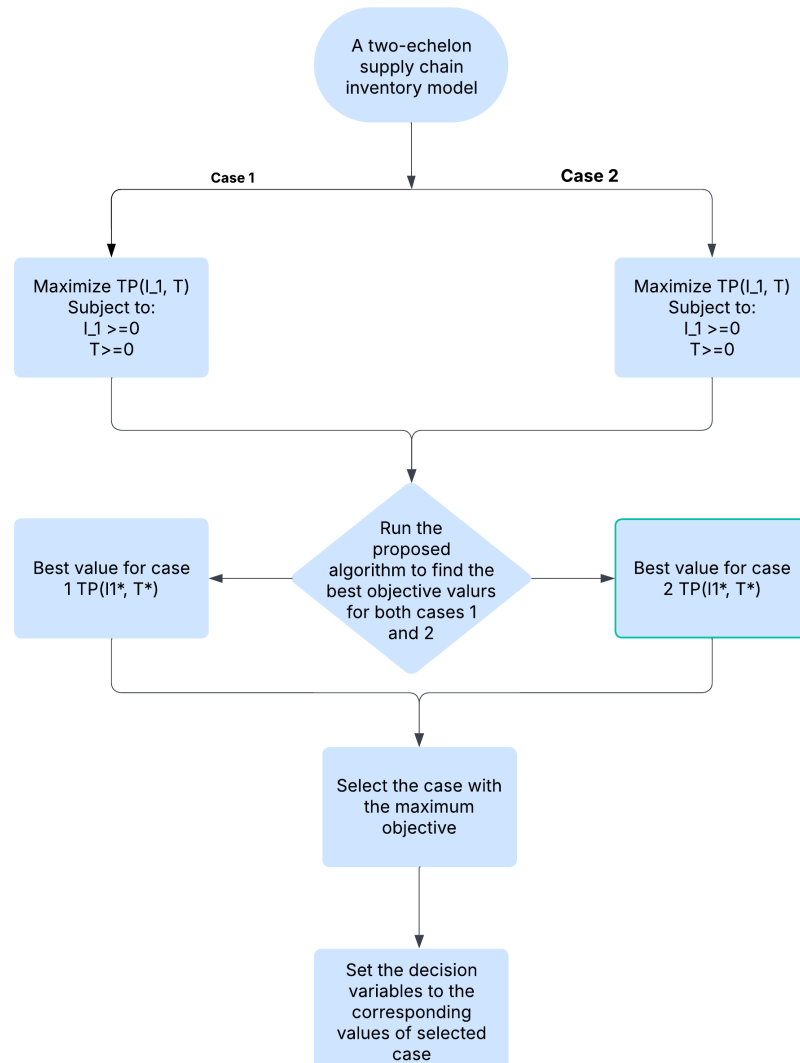 A two-echelon
supply chain
inventory model
Case 1
Case 2
Maximize TP(I_1, T)
Subject to:
I_1 >=0
T>=0
Maximize TP(I_1, T)
Subject to:
I_1 >=0
T>=0
Run the
proposed
algorithm to find the
best objective valurs
for both cases 1
and 2
Best value for case
1 TP(I1*, T*)
Best value for case
2 TP(I1*, T*)
Select the case with
the maximum
objective
Set the decision
variables to the
corresponding
values of selected
case